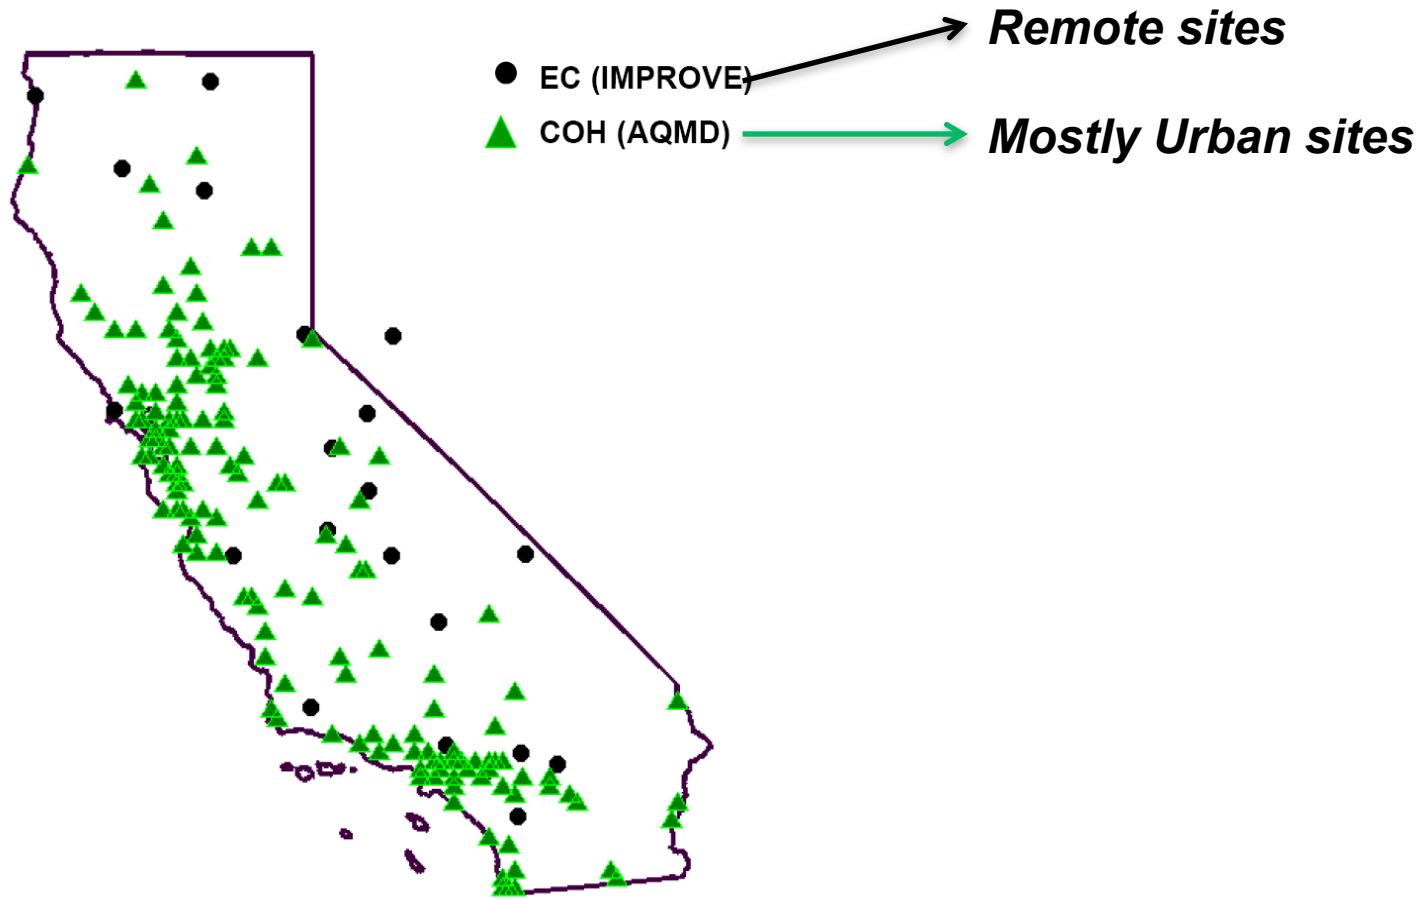 Remote sites
EC (IMPROVE)
COH (AQMD)
Mostly Urban sites